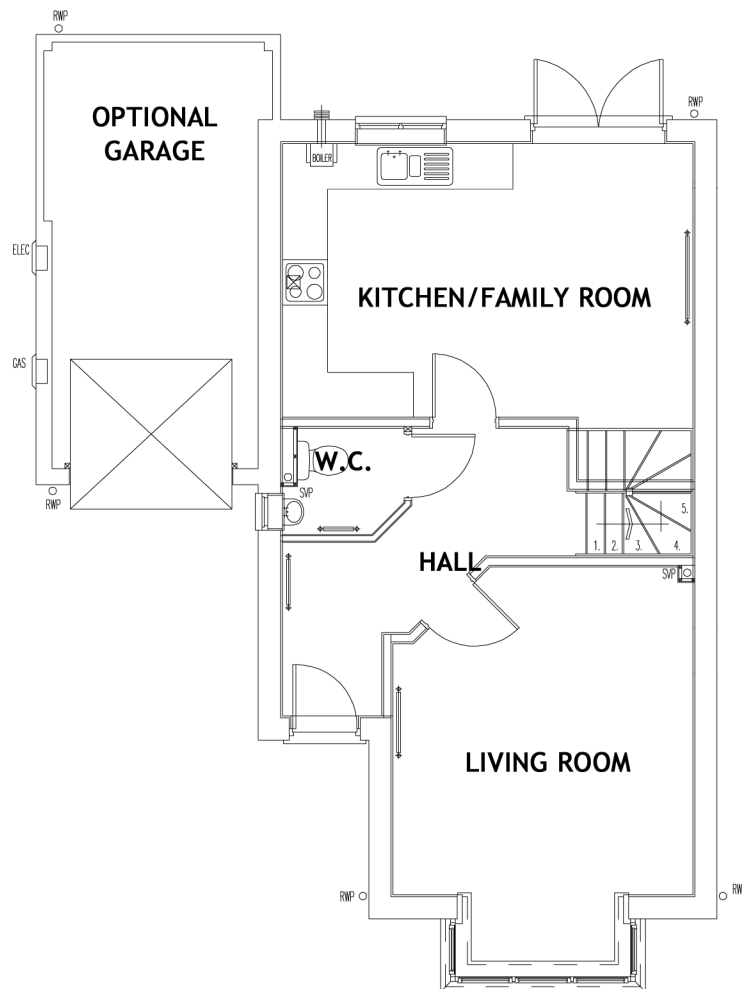 RWP
OPTIONAL
GARAGE
RWP
BOILER
ELEC
KITCHEN/FAMILY ROOM
GAS
W.C.
SVP
RWP
5.
1. 2. 3. 4.
HALL
SVP
LIVING ROOM
RWP
RW